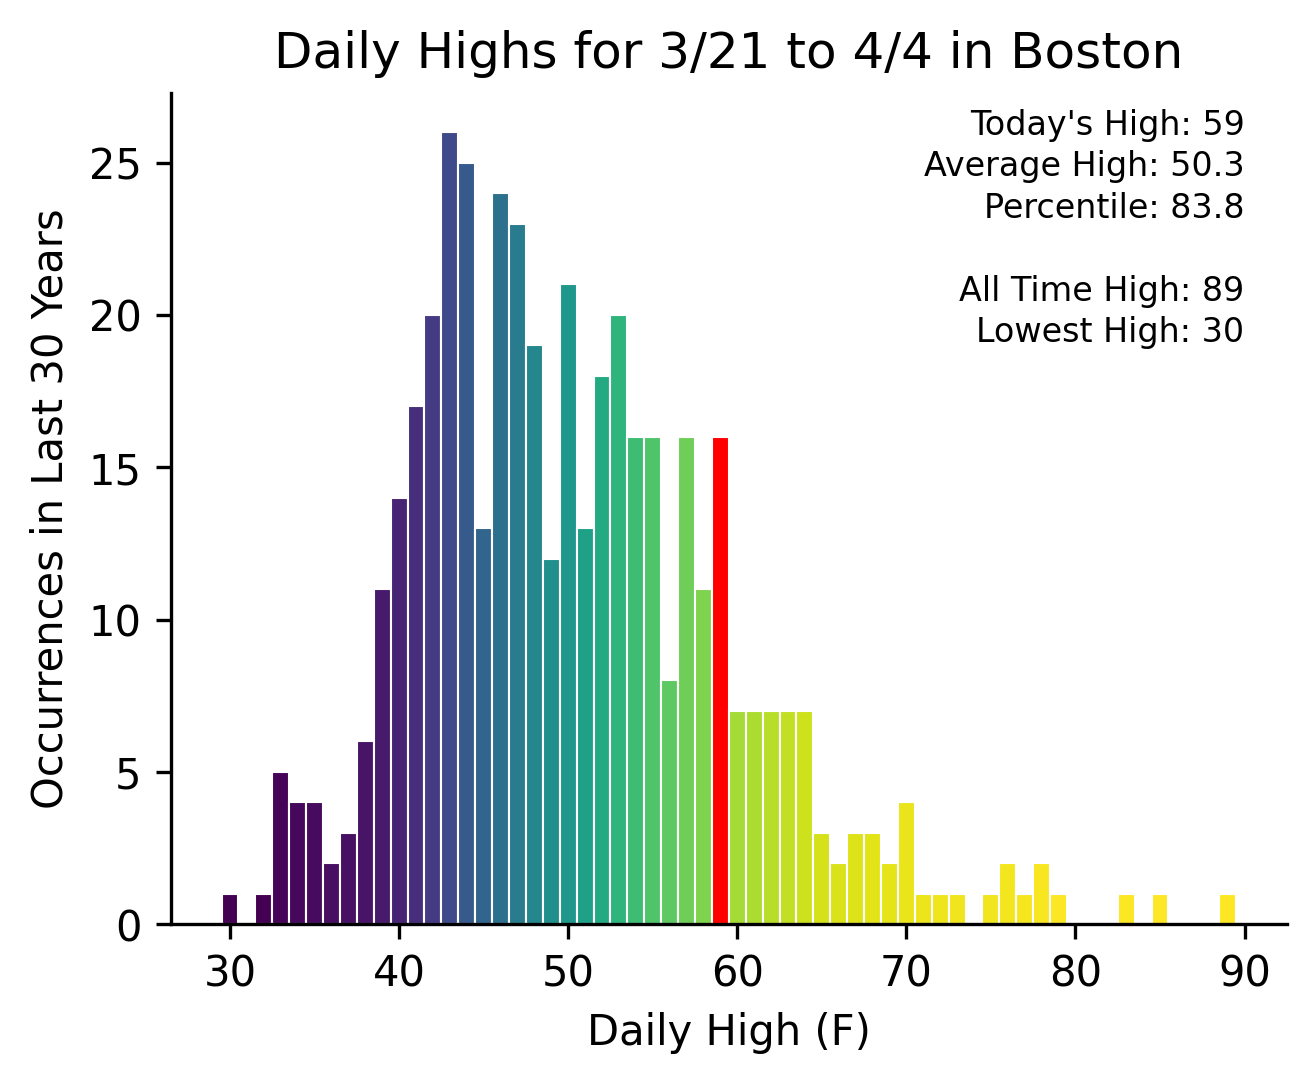 Daily Highs for 3/21 to 4/4 in Boston
Today's High: 59
Average High: 50.3
Percentile: 83.8
All Time High: 89
Lowest High: 30
Occurrences in Last 30 Years
25
20
15
10
5
0
30 40 50 60 70 80 90
Daily High (F)